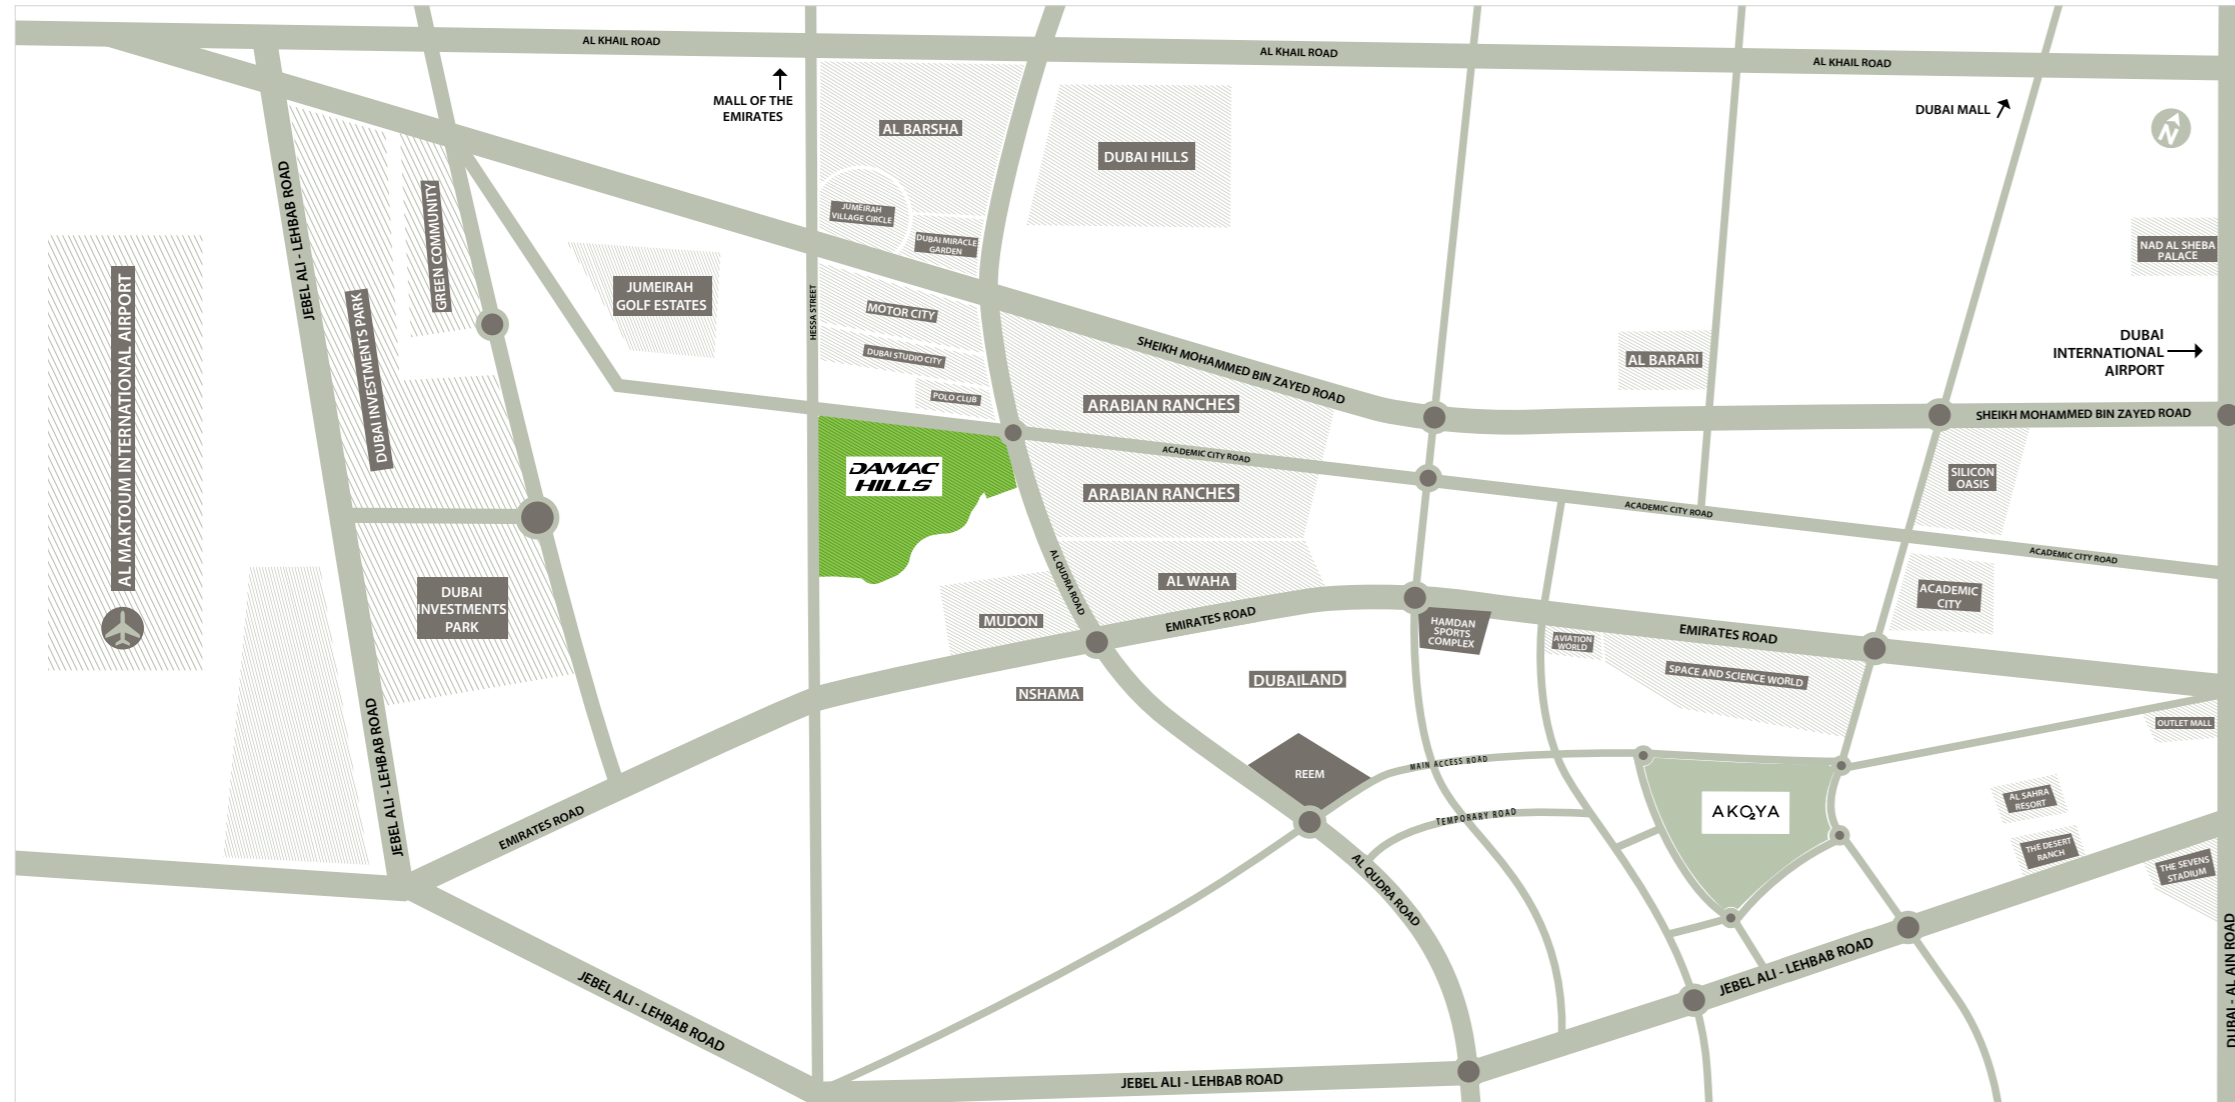 AL KHAIL ROAD
AL KHAIL ROAD
AL KHAIL ROAD
MALL OF THE
EMIRATES
DUBAI MALL
N
AL BARSHA
DUBAI HILLS
JUMEIRAH
VILLAGE CIRCLE
DUBAI MIRACLE
GARDEN
NAD AL SHEBA
PALACE
JEBEL ALI - LEHBAB ROAD
GREEN COMMUNITY
AL MAKTOUM INTERNATIONAL AIRPORT
DUBAI INVESTMENTS PARK
JUMEIRAH
GOLF ESTATES
HESSA STREET
MOTOR CITY
DUBAI STUDIO CITY
POLO CLUB
SHEIKH MOHAMMED BIN ZAYED ROAD
AL BARARI
DUBAI
INTERNATIONAL
AIRPORT
SHEIKH MOHAMMED BIN ZAYED ROAD
ARABIAN RANCHES
ACADEMIC CITY ROAD
DAMAC
HILLS
ARABIAN RANCHES
SILICON
OASIS
ACADEMIC CITY ROAD
ACADEMIC CITY ROAD
AL QUDRA ROAD
AL WAHA
DUBAI
INVESTMENTS
PARK
MUDON
EMIRATES ROAD
HAMDAN
SPORTS
COMPLEX
AVIATION
WORLD
EMIRATES ROAD
ACADEMIC
CITY
SPACE AND SCIENCE WORLD
NSHAMA
DUBAILAND
OUTLET MALL
JEBEL ALI - LEHBAB ROAD
REEM
MAIN ACCESS ROAD
TEMPORARY ROAD
AKO2YA
AL SAHRA
RESORT
THE DESERT
RANCH
THE SEVENS
STADIUM
EMIRATES ROAD
AL QUDRA ROAD
JEBEL ALI - LEHBAB ROAD
JEBEL ALI - LEHBAB ROAD
JEBEL ALI - LEHBAB ROAD
DUBAI - AL AIN ROAD